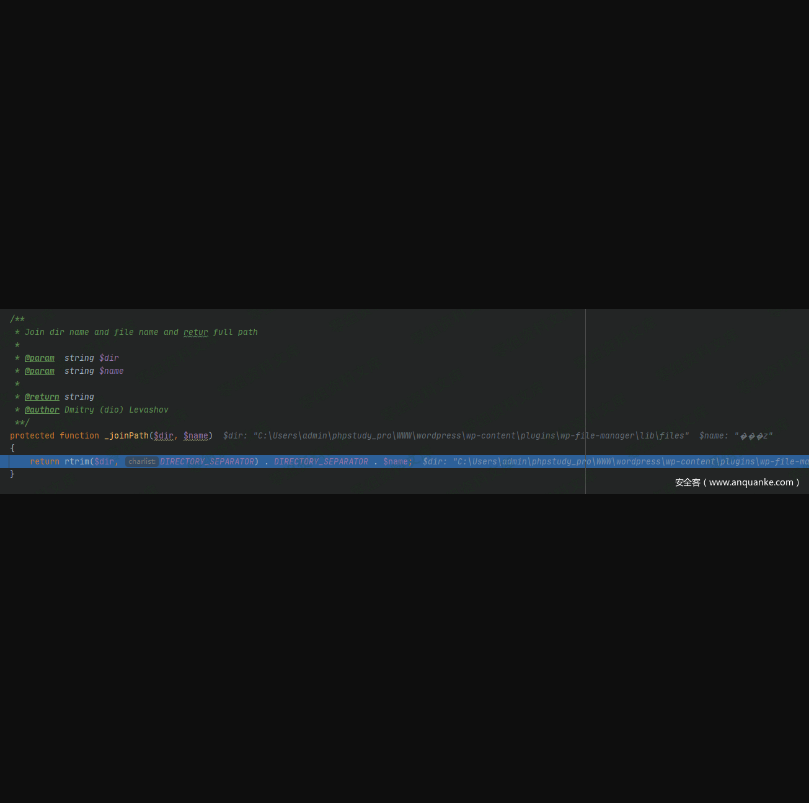 /**
* Join dir name and file name and retur full path
*
* @param string $dir
* @param string $name
*
* @return string
* @author Dmitry (dio) Levashov
**/
protected function _joinPath($dir, $name) $dir: "C:\Users\admin\phpstudy_pro\WWW\wordpress\wp-content\plugins\wp-file-manager\lib\files" $name: "���z"
{
return rtrim($dir, charlist: DIRECTORY_SEPARATOR) . DIRECTORY_SEPARATOR . $name; $dir: "C:\Users\admin\phpstudy_pro\WWW\wordpress\wp-content\plugins\wp-file-ma
}
安全客 ( www.anquanke.com )